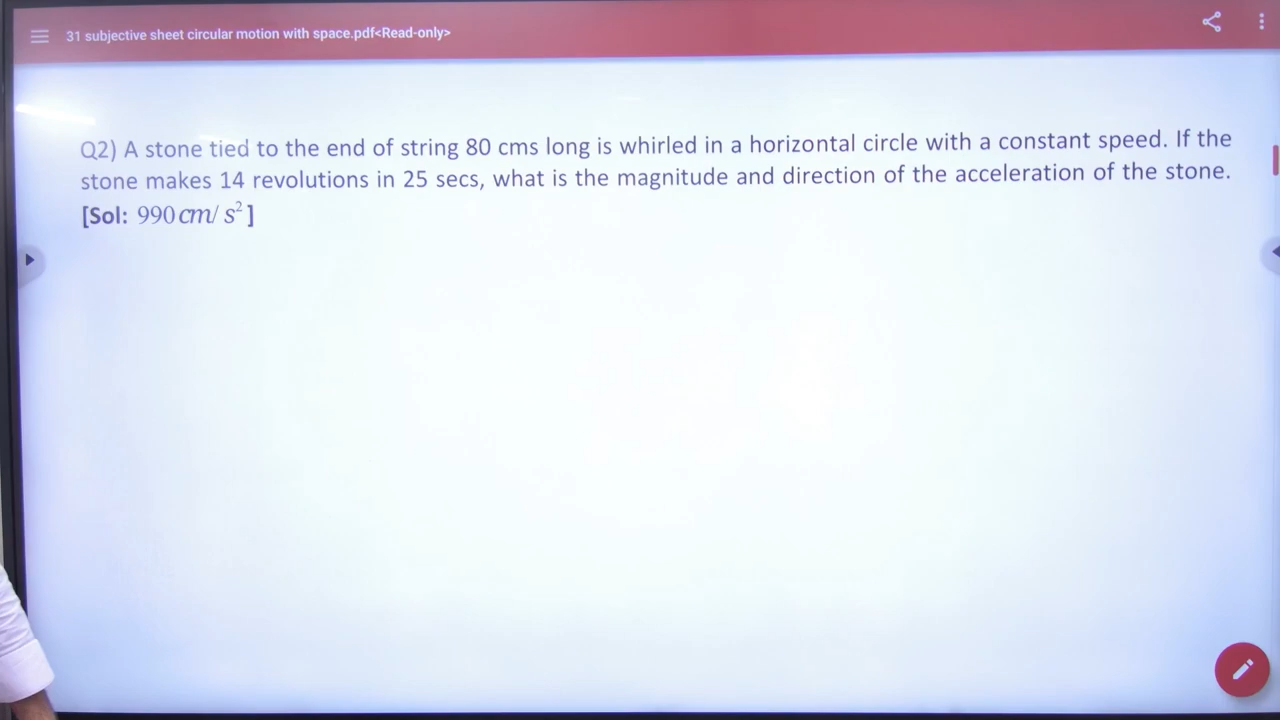 31 subjective sheet circular motion with space.pdf<Read-only>
Q2) A stone tied to the end of string 80 cms long is whirled in a horizontal circle with a constant speed. If the
stone makes 14 revolutions in 25 secs, what is the magnitude and direction of the acceleration of the stone.
[Sol: 990 cm/ s²]